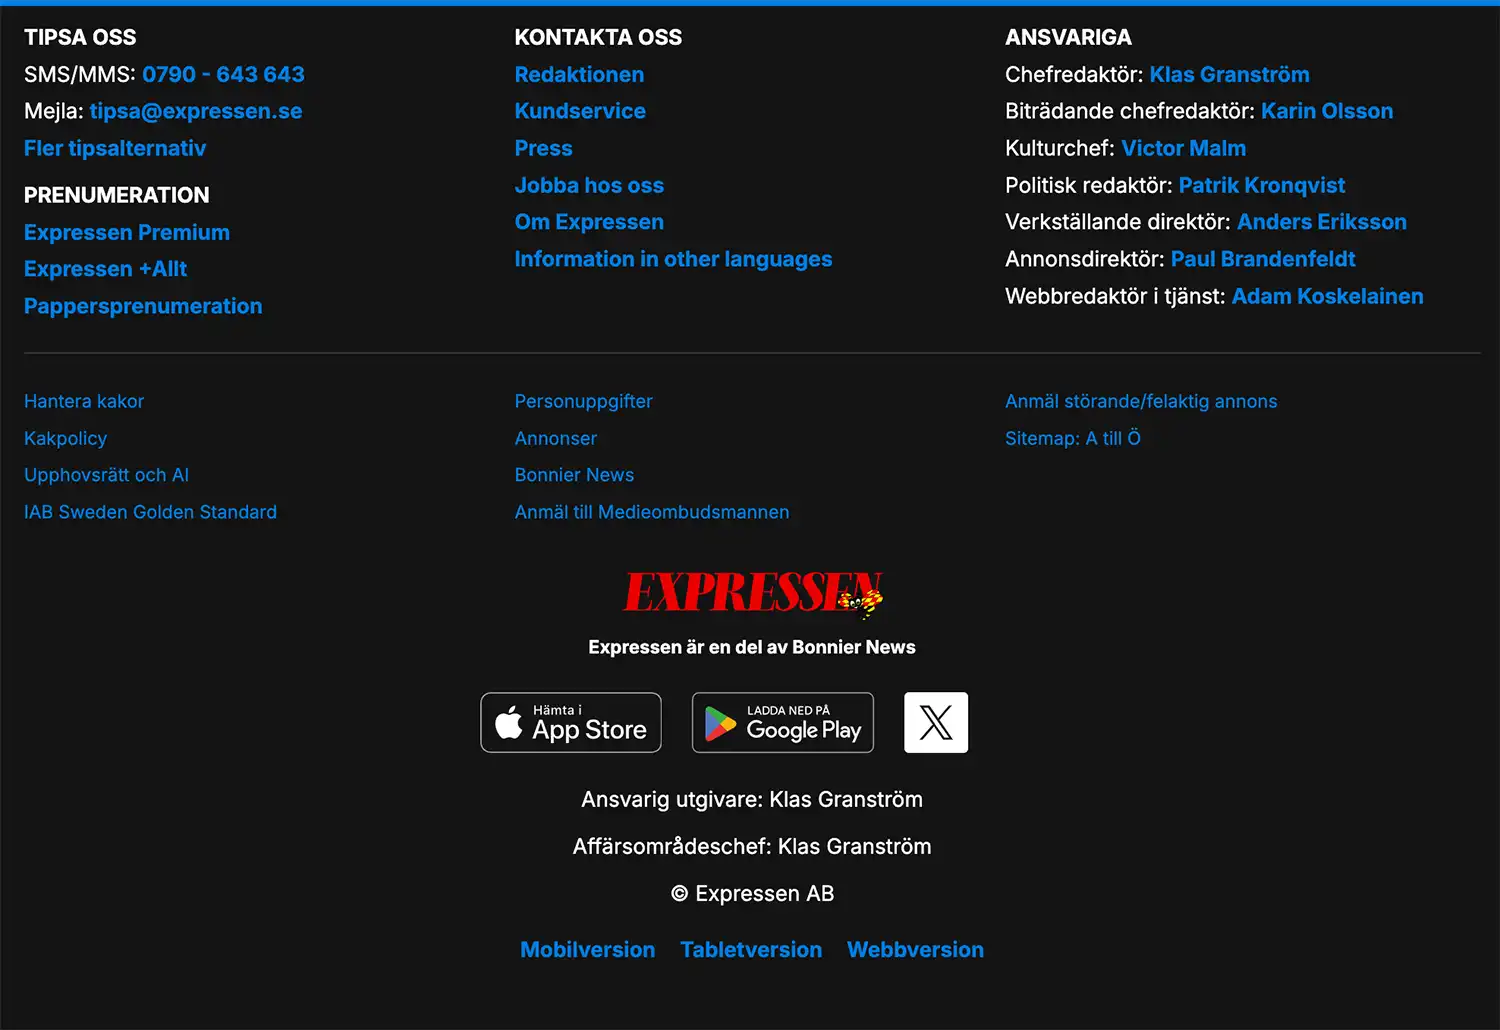 TIPSA OSS
SMS/MMS: 0790 - 643 643
Mejla: tipsa@expressen.se
Fler tipsalternativ
PRENUMERATION
Expressen Premium
Expressen +Allt
Pappersprenumeration
KONTAKTA OSS
Redaktionen
Kundservice
Press
Jobba hos oss
Om Expressen
Information in other languages
ANSVARIGA
Chefredaktör: Klas Granström
Biträdande chefredaktör: Karin Olsson
Kulturchef: Victor Malm
Politisk redaktör: Patrik Kronqvist
Verkställande direktör: Anders Eriksson
Annonsdirektör: Paul Brandenfeldt
Webbredaktör i tjänst: Adam Koskelainen
Hantera kakor
Kakpolicy
Upphovsrätt och AI
IAB Sweden Golden Standard
Personuppgifter
Annonser
Bonnier News
Anmäl till Medieombudsmannen
Anmäl störande/felaktig annons
Sitemap: A till Ö
EXPRESSEN
Expressen är en del av Bonnier News
Hämta i
App Store
LADDA NED PÅ
Google Play
X
Ansvarig utgivare: Klas Granström
Affärsområdeschef: Klas Granström
© Expressen AB
Mobilversion Tabletversion Webbversion